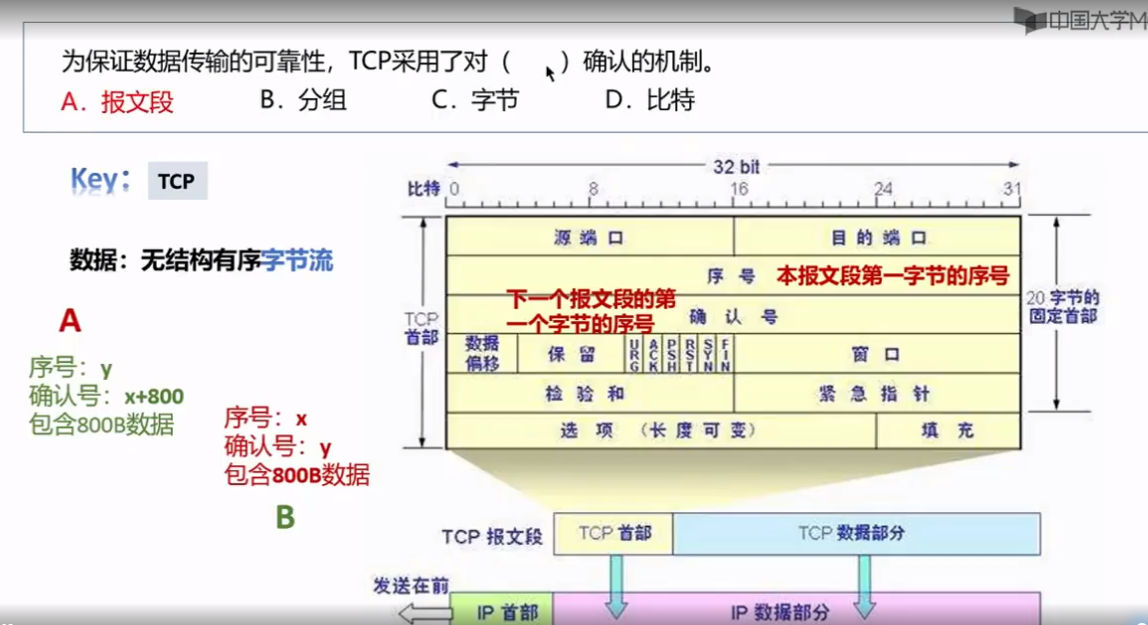 中国大学M
为保证数据传输的可靠性，TCP采用了对（ ）确认的机制。
A．报文段 B．分组 C．字节 D．比特
Key： TCP
数据：无结构有序字节流
A
序号：y
确认号：x+800
包含800B数据
序号：x
确认号：y
包含800B数据
B
32 bit
比特 0 8 16 24 31
TCP
首部
源 端 口 目 的 端 口
序 号 本报文段第一字节的序号
下一个报文段的第
一个字节的序号
确 认 号
数据
偏移
保 留
URG ACK PSH RST SYN FIN
窗 口
检 验 和 紧 急 指 针
选 项 （长 度 可 变） 填 充
20 字节的
固定首部
TCP 报文段 TCP 首部 TCP 数据部分
发送在前
IP 首部 IP 数据部分